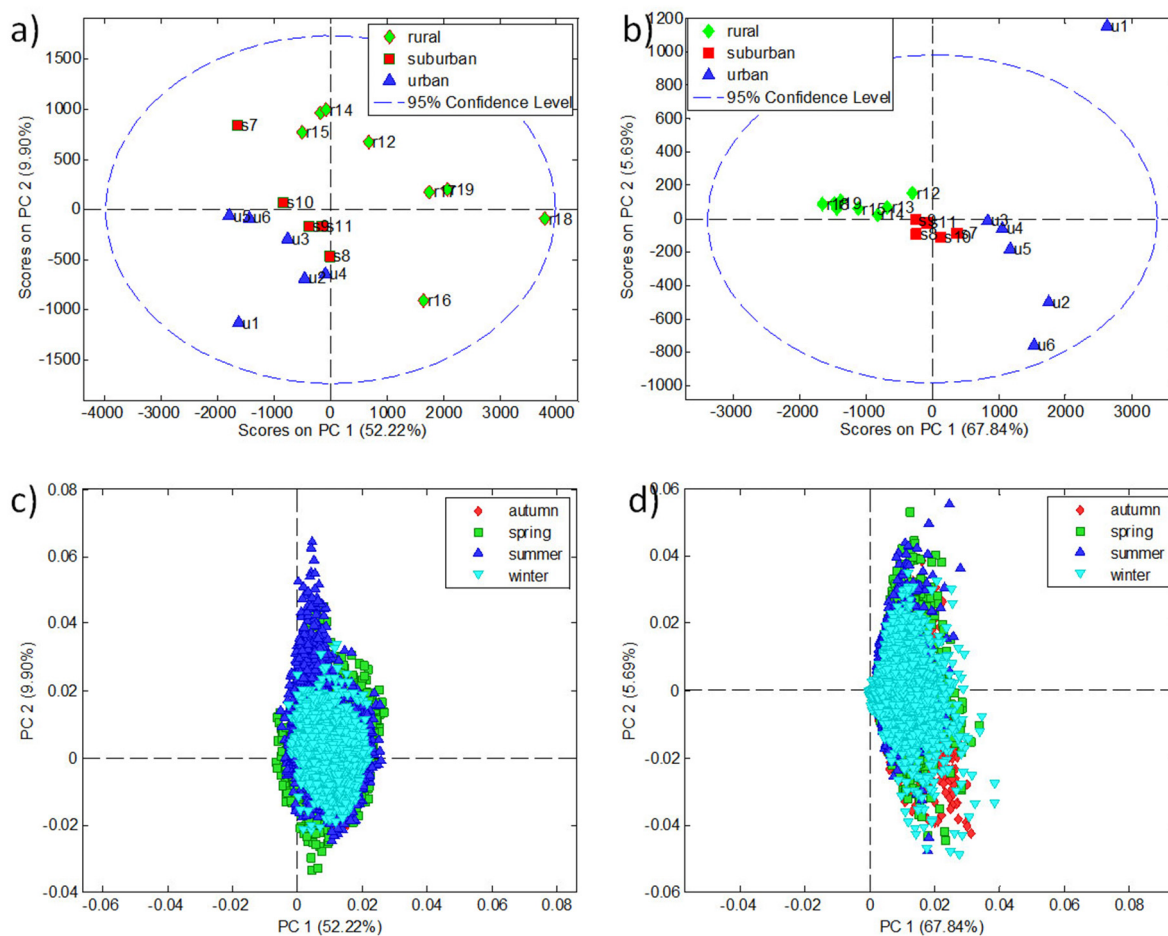 a)
rural
suburban
urban
95% Confidence Level
1500
1000
500
0
-500
-1000
-1500
Scores on PC 2 (9.90%)
s7
r14
r15
r12
r19
r18
s10
u6
s11
u3
s8
u2
u4
r16
u1
-4000 -3000 -2000 -1000 0 1000 2000 3000 4000
Scores on PC 1 (52.22%)
b)
rural
suburban
urban
95% Confidence Level
1200
1000
800
600
400
200
0
-200
-400
-600
-800
-1000
Scores on PC 2 (5.69%)
u1
r12
r13
r15
r14
s11
s8
s10
s7
u3
u4
u5
u2
u6
-3000 -2000 -1000 0 1000 2000 3000
Scores on PC 1 (67.84%)
c)
autumn
spring
summer
winter
0.08
0.06
0.04
0.02
0
-0.02
-0.04
PC 2 (9.90%)
-0.06 -0.04 -0.02 0 0.02 0.04 0.06 0.08
PC 1 (52.22%)
d)
autumn
spring
summer
winter
0.06
0.04
0.02
0
-0.02
-0.04
-0.06
PC 2 (5.69%)
-0.06 -0.04 -0.02 0 0.02 0.04 0.06 0.08
PC 1 (67.84%)